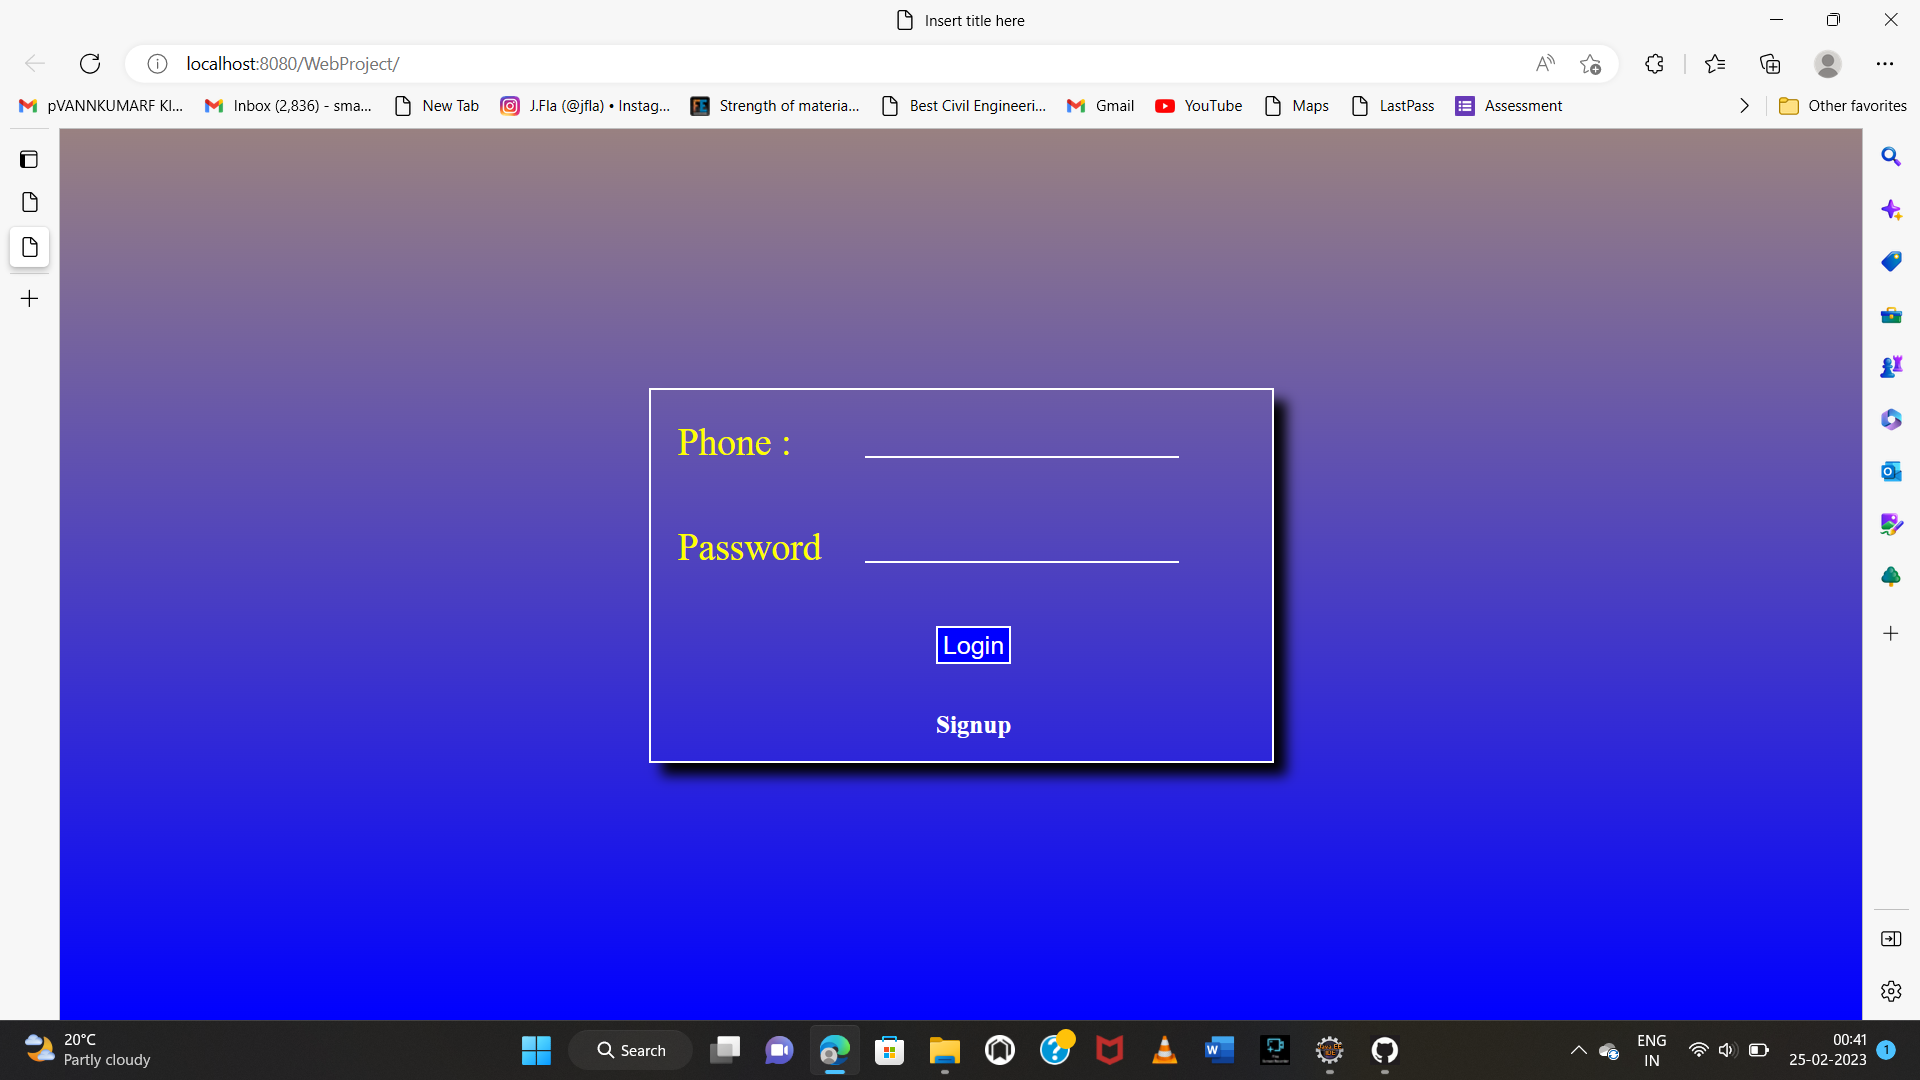 Insert title here
localhost:8080/WebProject/
pVANNKUMARF KI... Inbox (2,836) - sma... New Tab J.Fla (@jfla) • Instag... Strength of materia... Best Civil Engineeri... Gmail YouTube Maps LastPass Assessment Other favorites
Phone :
Password
Login
Signup
20°C
Partly cloudy
Search
ENG
IN
00:41
25-02-2023
1